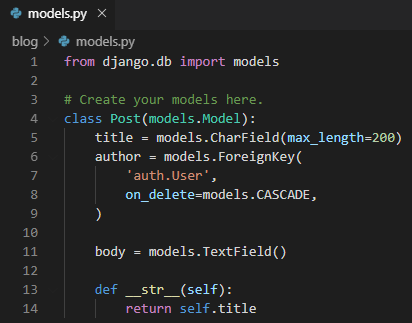 models.py ×
blog > models.py
1 from django.db import models
2
3 # Create your models here.
4 class Post(models.Model):
5     title = models.CharField(max_length=200)
6     author = models.ForeignKey(
7         'auth.User',
8         on_delete=models.CASCADE,
9     )
10
11     body = models.TextField()
12
13     def __str__(self):
14         return self.title